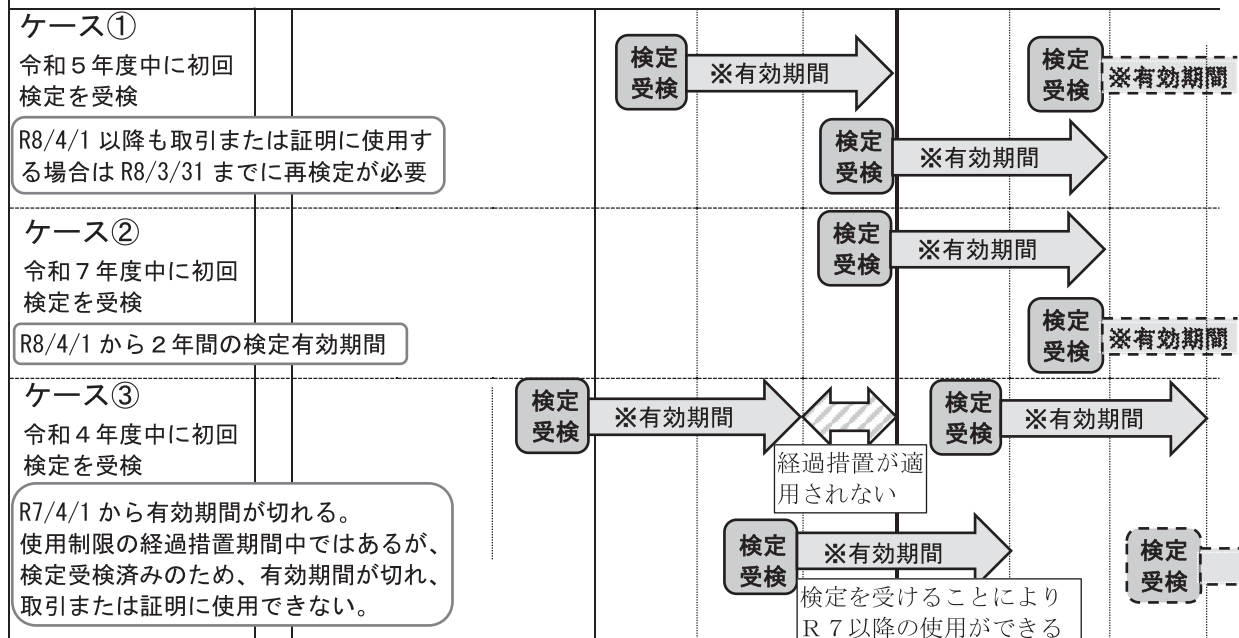 ケース①
令和５年度中に初回
検定を受検
R8/4/1 以降も取引または証明に使用す
る場合は R8/3/31 までに再検定が必要
検定
受検
※有効期間
検定
受検
※有効期間
検定
受検
※有効期間
ケース②
令和７年度中に初回
検定を受検
R8/4/1 から２年間の検定有効期間
検定
受検
※有効期間
検定
受検
※有効期間
ケース③
令和４年度中に初回
検定を受検
R7/4/1 から有効期間が切れる。
使用制限の経過措置期間中ではあるが、
検定受検済みのため、有効期間が切れ、
取引または証明に使用できない。
検定
受検
※有効期間
経過措置が適
用されない
検定
受検
※有効期間
検定
受検
※有効期間
検定を受けることにより
Ｒ７以降の使用ができる
検定
受検